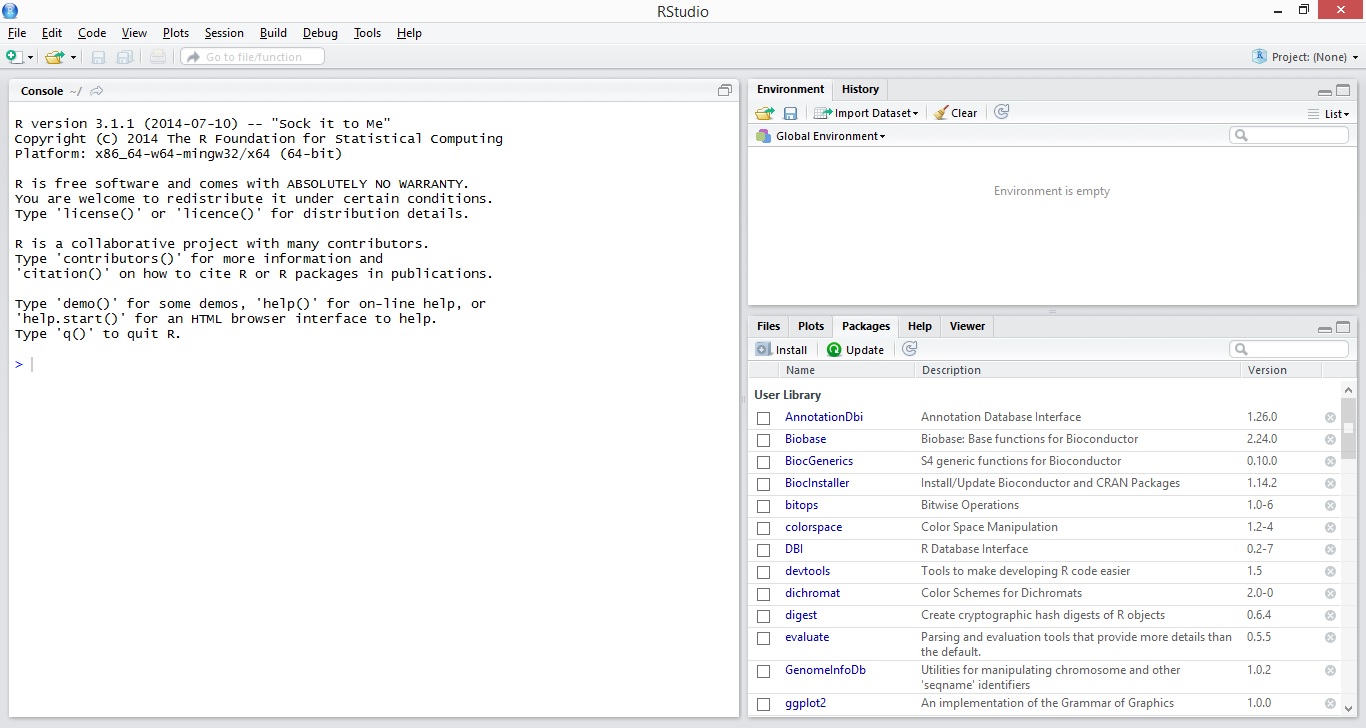 RStudio
File Edit Code View Plots Session Build Debug Tools Help
Go to file/function
Project: (None)
Console ~/
R version 3.1.1 (2014-07-10) -- "Sock it to Me"
Copyright (C) 2014 The R Foundation for Statistical Computing
Platform: x86_64-w64-mingw32/x64 (64-bit)
R is free software and comes with ABSOLUTELY NO WARRANTY.
You are welcome to redistribute it under certain conditions.
Type 'license()' or 'licence()' for distribution details.
R is a collaborative project with many contributors.
Type 'contributors()' for more information and
'citation()' on how to cite R or R packages in publications.
Type 'demo()' for some demos, 'help()' for on-line help, or
'help.start()' for an HTML browser interface to help.
Type 'q()' to quit R.
>
Environment History
Import Dataset Clear List
Global Environment
Environment is empty
Files Plots Packages Help Viewer
Install Update
Name Description Version
User Library
AnnotationDbi Annotation Database Interface 1.26.0
Biobase Biobase: Base functions for Bioconductor 2.24.0
BiocGenerics S4 generic functions for Bioconductor 0.10.0
BiocInstaller Install/Update Bioconductor and CRAN Packages 1.14.2
bitops Bitwise Operations 1.0-6
colorspace Color Space Manipulation 1.2-4
DBI R Database Interface 0.2-7
devtools Tools to make developing R code easier 1.5
dichromat Color Schemes for Dichromats 2.0-0
digest Create cryptographic hash digests of R objects 0.6.4
evaluate Parsing and evaluation tools that provide more details than 0.5.5
the default.
GenomeInfoDb Utilities for manipulating chromosome and other 1.0.2
'seqname' identifiers
ggplot2 An implementation of the Grammar of Graphics 1.0.0